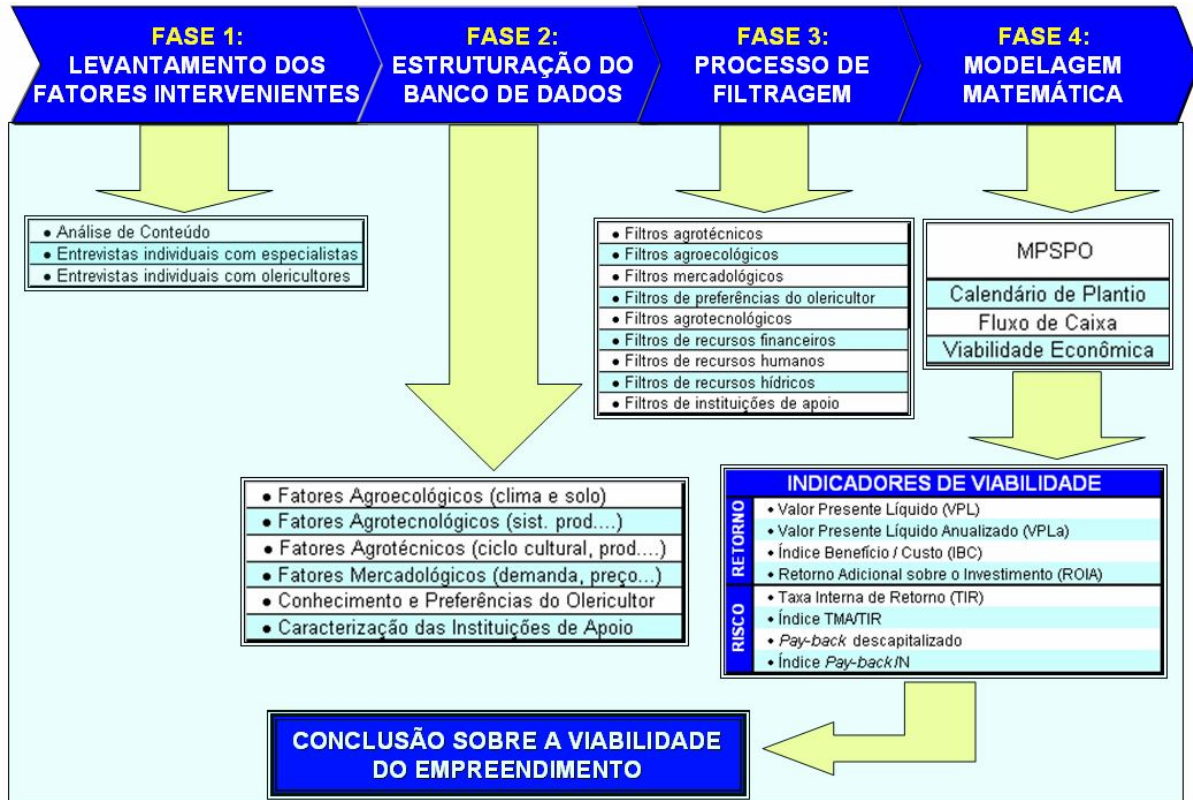 FASE 1:
LEVANTAMENTO DOS
FATORES INTERVENIENTES
FASE 2:
ESTRUTURAÇÃO DO
BANCO DE DADOS
FASE 3:
PROCESSO DE
FILTRAGEM
FASE 4:
MODELAGEM
MATEMÁTICA
• Análise de Conteúdo
• Entrevistas individuais com especialistas
• Entrevistas individuais com olericultores
• Fatores Agroecológicos (clima e solo)
• Fatores Agrotecnológicos (sist. prod....)
• Fatores Agrotécnicos (ciclo cultural, prod....)
• Fatores Mercadológicos (demanda, preço...)
• Conhecimento e Preferências do Olericultor
• Caracterização das Instituições de Apoio
• Filtros agrotécnicos
• Filtros agroecológicos
• Filtros mercadológicos
• Filtros de preferências do olericultor
• Filtros agrotecnológicos
• Filtros de recursos financeiros
• Filtros de recursos humanos
• Filtros de recursos hídricos
• Filtros de instituições de apoio
MPSPO
Calendário de Plantio
Fluxo de Caixa
Viabilidade Econômica
INDICADORES DE VIABILIDADE
RETORNO
• Valor Presente Líquido (VPL)
• Valor Presente Líquido Anualizado (VPLa)
• Índice Benefício / Custo (IBC)
• Retorno Adicional sobre o Investimento (ROIA)
RISCO
• Taxa Interna de Retorno (TIR)
• Índice TMA/TIR
• Pay-back descapitalizado
• Índice Pay-back/N
CONCLUSÃO SOBRE A VIABILIDADE
DO EMPREENDIMENTO